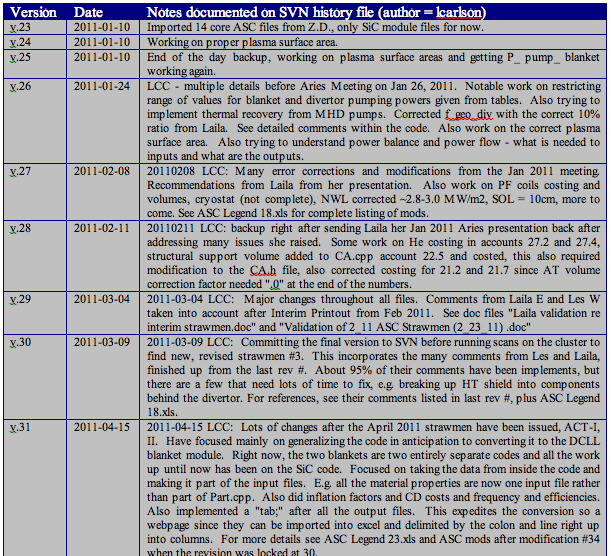 Version Date Notes documented on SVN history file (author = lcarlson)
v.23 2011-01-10 Imported 14 core ASC files from Z.D., only SiC module files for now.
v.24 2011-01-10 Working on proper plasma surface area.
v.25 2011-01-10 End of the day backup, working on plasma surface areas and getting P_ pump_ blanket
working again.
v.26 2011-01-24 LCC - multiple details before Aries Meeting on Jan 26, 2011. Notable work on restricting
range of values for blanket and divertor pumping powers given from tables. Also trying to
implement thermal recovery from MHD pumps. Corrected f_geo_div with the correct 10%
ratio from Laila. See detailed comments within the code. Also work on the correct plasma
surface area. Also trying to understand power balance and power flow - what is needed to
inputs and what are the outputs.
v.27 2011-02-08 20110208 LCC: Many error corrections and modifications from the Jan 2011 meeting.
Recommendations from Laila from her presentation. Also work on PF coils costing and
volumes, cryostat (not complete), NWL corrected ~2.8-3.0 MW/m2, SOL = 10cm, more to
come. See ASC Legend 18.xls for complete listing of mods.
v.28 2011-02-11 20110211 LCC: backup right after sending Laila her Jan 2011 Aries presentation back after
addressing many issues she raised. Some work on He costing in accounts 27.2 and 27.4,
structural support volume added to CA.cpp account 22.5 and costed, this also required
modification to the CA.h file, also corrected costing for 21.2 and 21.7 since AT volume
correction factor needed ".0" at the end of the numbers.
v.29 2011-03-04 2011-03-04 LCC: Major changes throughout all files. Comments from Laila E and Les W
taken into account after Interim Printout from Feb 2011. See doc files "Laila validation re
interim strawmen.doc" and "Validation of 2_11 ASC Strawmen (2_23_11) .doc"
v.30 2011-03-09 2011-03-09 LCC: Committing the final version to SVN before running scans on the cluster to
find new, revised strawmen #3. This incorporates the many comments from Les and Laila,
finished up from the last rev #. About 95% of their comments have been implements, but
there are a few that need lots of time to fix, e.g. breaking up HT shield into components
behind the divertor. For references, see their comments listed in last rev #, plus ASC Legend
18.xls.
v.31 2011-04-15 2011-04-15 LCC: Lots of changes after the April 2011 strawmen have been issued, ACT-I,
II. Have focused mainly on generalizing the code in anticipation to converting it to the DCLL
blanket module. Right now, the two blankets are two entirely separate codes and all the work
up until now has been on the SiC code. Focused on taking the data from inside the code and
making it part of the input files. E.g. all the material properties are now one input file rather
than part of Part.cpp. Also did inflation factors and CD costs and frequency and efficiencies.
Also implemented a "tab;" after all the output files. This expedites the conversion so a
webpage since they can be imported into excel and delimited by the colon and line right up
into columns. For more details see ASC Legend 23.xls and ASC mods after modification #34
when the revision was locked at 30.